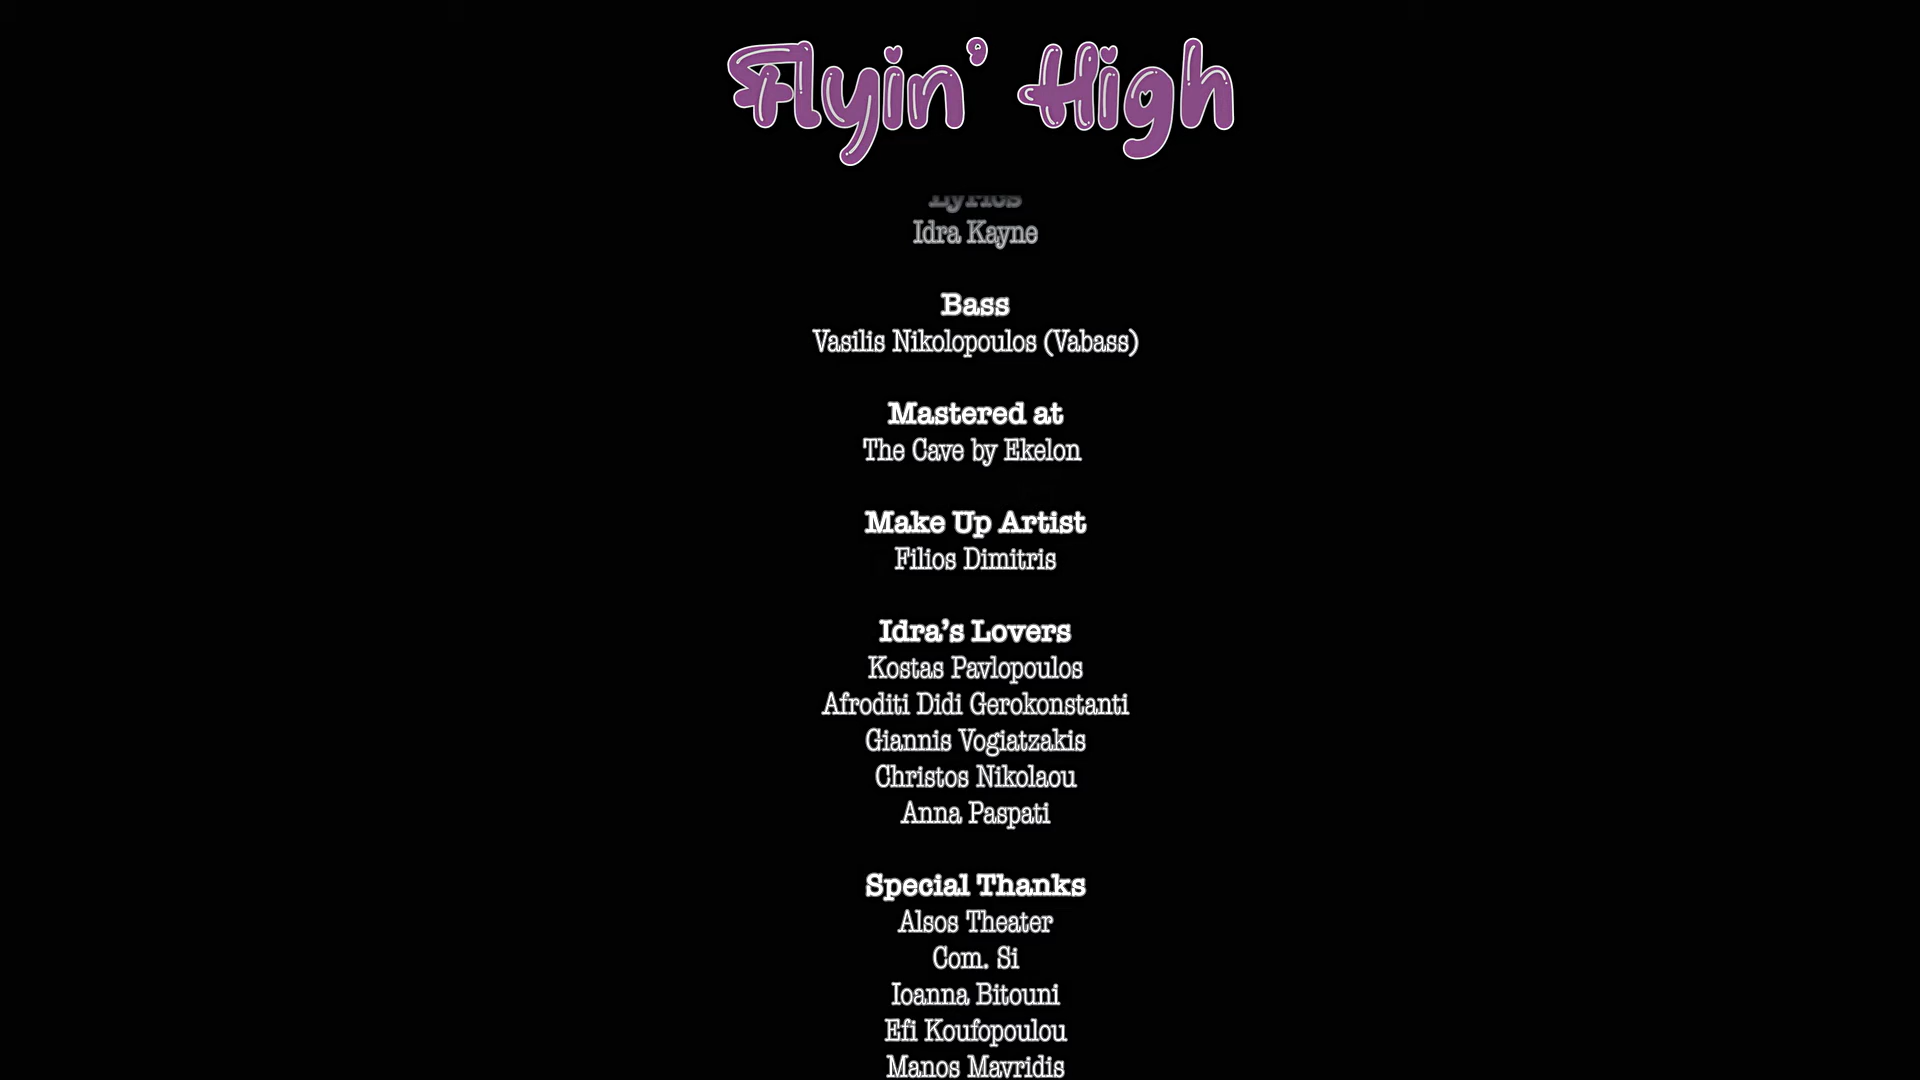 Flyin' High
Lyrics
Idra Kayne
Bass
Vasilis Nikolopoulos (Vabass)
Mastered at
The Cave by Ekelon
Make Up Artist
Filios Dimitris
Idra's Lovers
Kostas Pavlopoulos
Afroditi Didi Gerokonstanti
Giannis Vogiatzakis
Christos Nikolaou
Anna Paspati
Special Thanks
Alsos Theater
Com. Si
Ioanna Bitouni
Efi Koufopoulou
Manos Mavridis